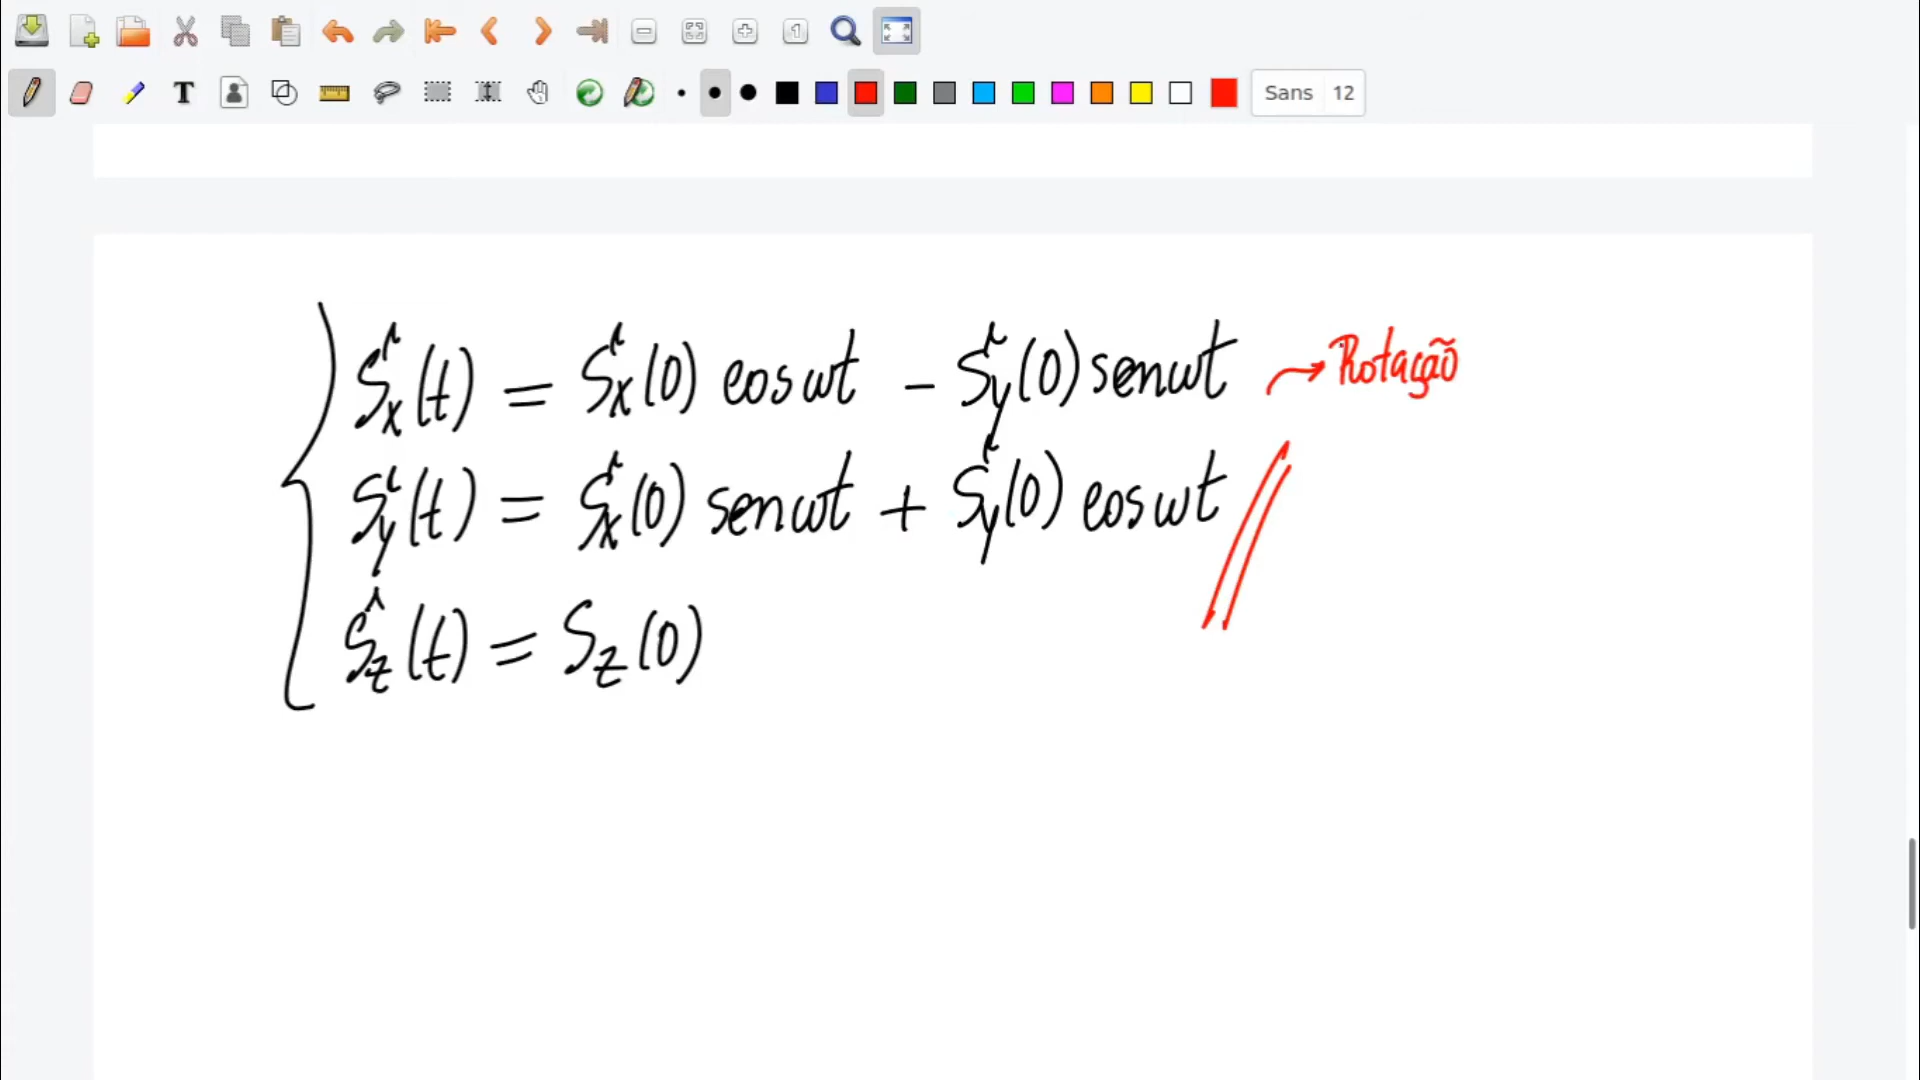 T
1
Sans 12
Ŝx(t) = Ŝx(0) cos ωt − Ŝy(0) sen ωt → Rotação
Ŝy(t) = Ŝx(0) sen ωt + Ŝy(0) cos ωt
Ŝz(t) = Sz(0)